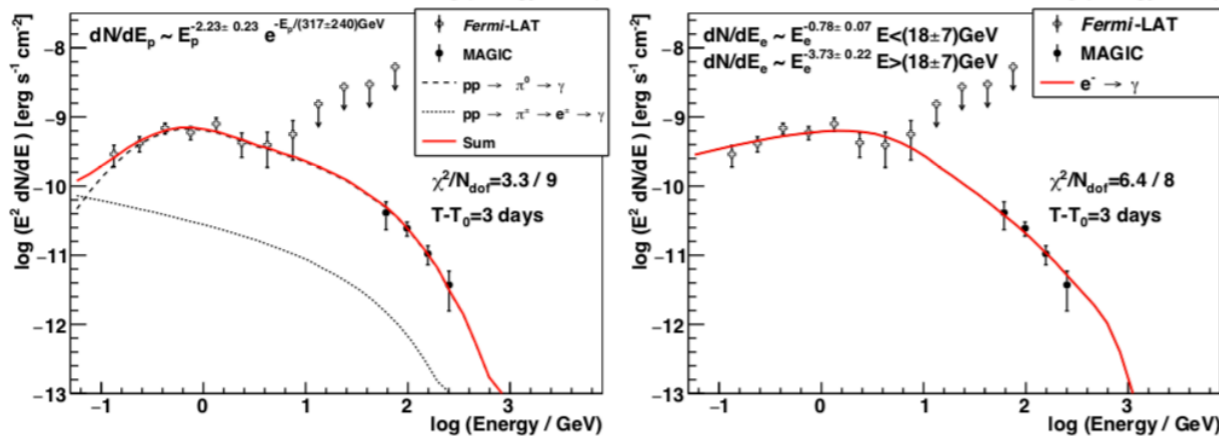 dN/dE_p ~ E_p^{-2.23± 0.23} e^{-E_p/(317±240)GeV}
Fermi-LAT
MAGIC
pp → π⁰ → γ
pp → π^± → e^± → γ
Sum
χ²/N_dof=3.3 / 9
T-T₀=3 days
log (E² dN/dE ) [erg s⁻¹ cm⁻²]
−8
−9
−10
−11
−12
−13
−1
0
1
2
3
log (Energy / GeV)
dN/dE_e ~ E_e^{-0.78± 0.07} E<(18±7)GeV
dN/dE_e ~ E_e^{-3.73± 0.22} E>(18±7)GeV
Fermi-LAT
MAGIC
e⁻ → γ
χ²/N_dof=6.4 / 8
T-T₀=3 days
log (E² dN/dE ) [erg s⁻¹ cm⁻²]
−8
−9
−10
−11
−12
−13
−1
0
1
2
3
log (Energy / GeV)